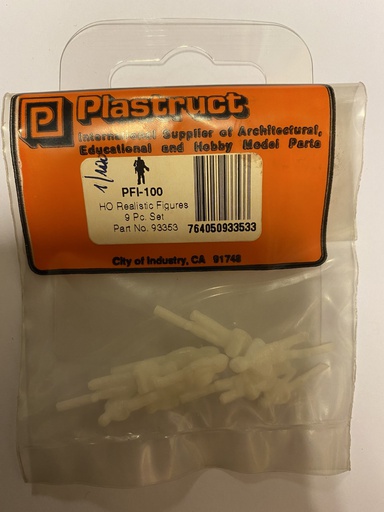 Plastruct
International Supplier of Architectural,
Educational and Hobby Model Parts
PFI-100
HO Realistic Figures
9 Pc. Set
Part No. 93353
764050933533
City of Industry, CA 91748